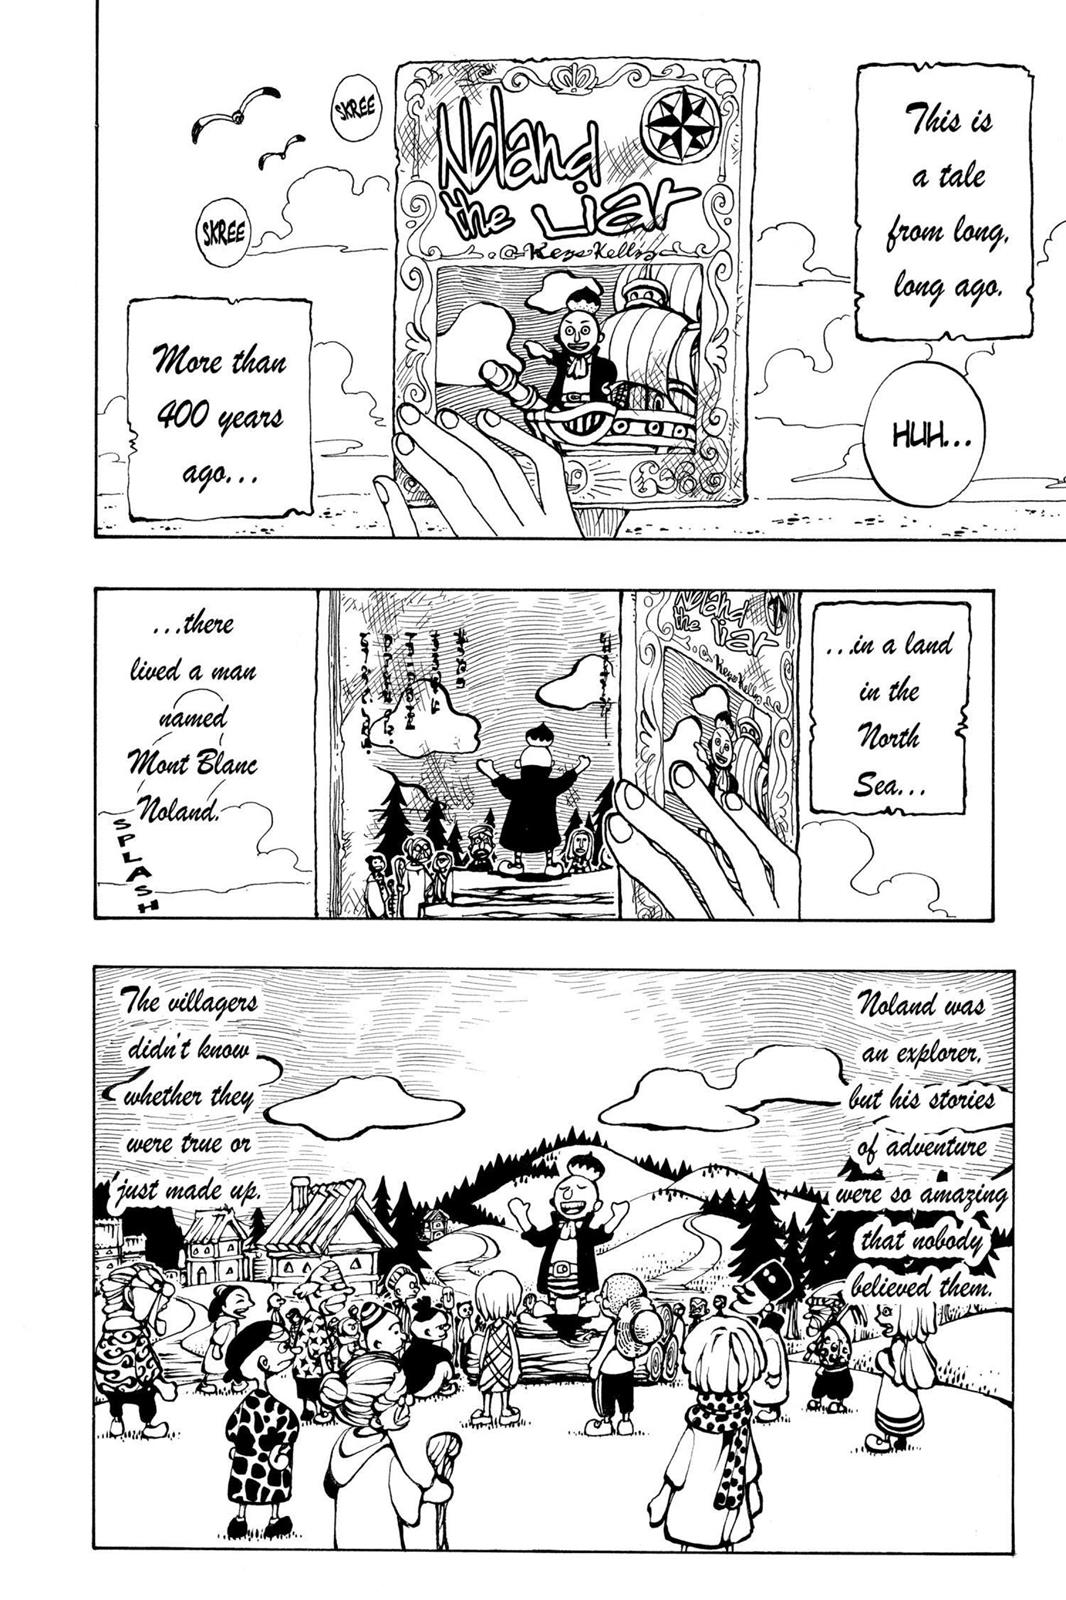 This is
a tale
from long,
long ago.
HUH...
Noland
the Liar
SKREE
SKREE
More than
400 years
ago...
...in a land
in the
North
Sea...
Noland
the Liar
...there
lived a man
named
Mont Blanc
Noland.
SPLASH
Noland was
an explorer,
but his stories
of adventure
were so amazing
that nobody
believed them.
The villagers
didn't know
whether they
were true or
just made up.